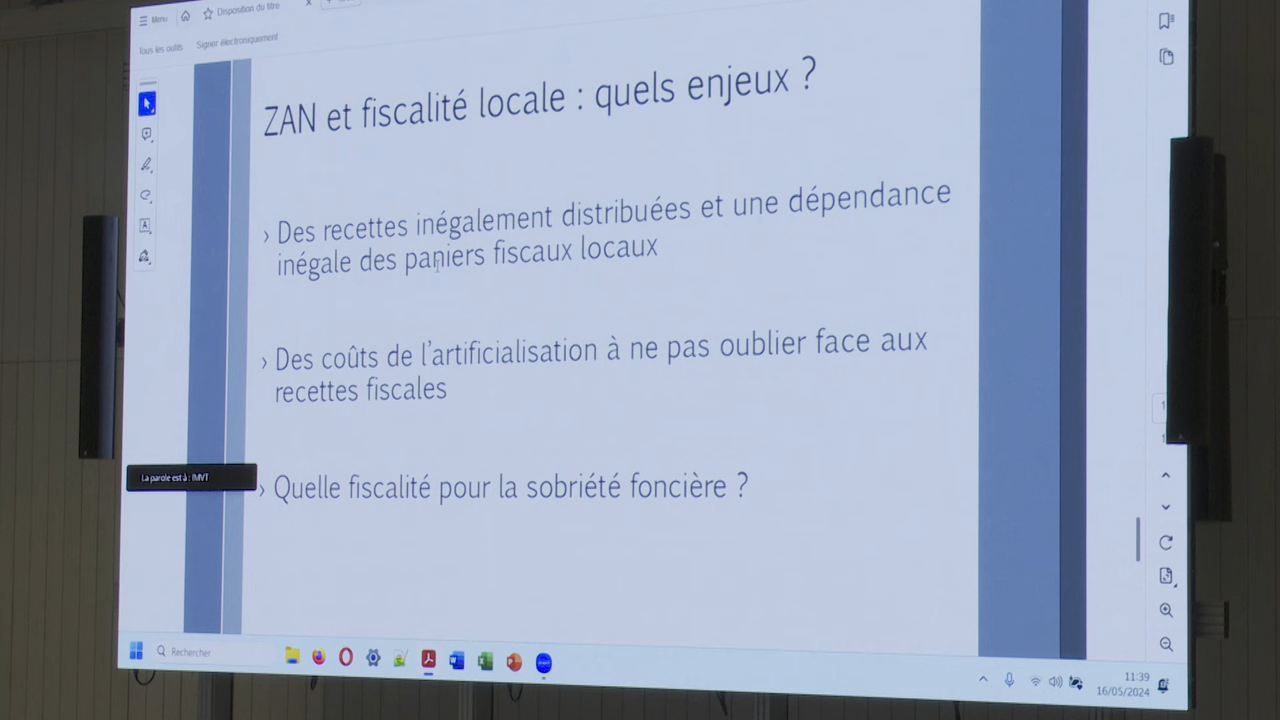 Menu
Disposition du titre
Tous les outils
Signer électroniquement
ZAN et fiscalité locale : quels enjeux ?
› Des recettes inégalement distribuées et une dépendance
inégale des paniers fiscaux locaux
› Des coûts de l'artificialisation à ne pas oublier face aux
recettes fiscales
La parole est à : IMVT
› Quelle fiscalité pour la sobriété foncière ?
Rechercher
11:39
16/05/2024